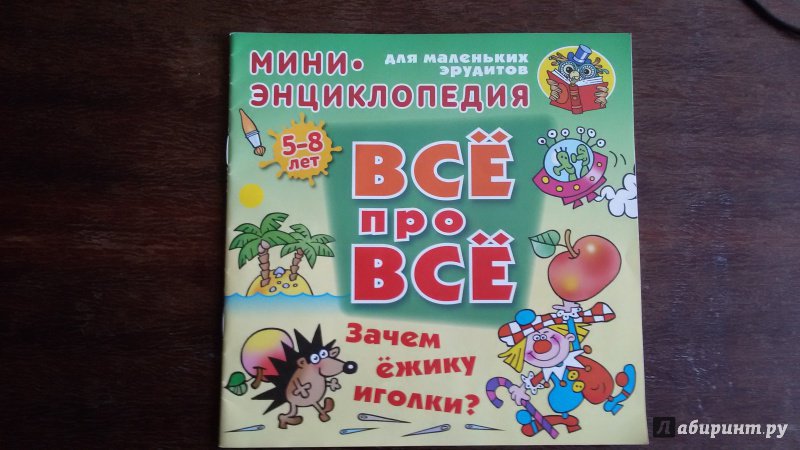 для маленьких
эрудитов
МИНИ-
ЭНЦИКЛОПЕДИЯ
5-8
лет
ВСЁ
про
ВСЁ
Зачем
ёжику
иголки?
Лабиринт.ру